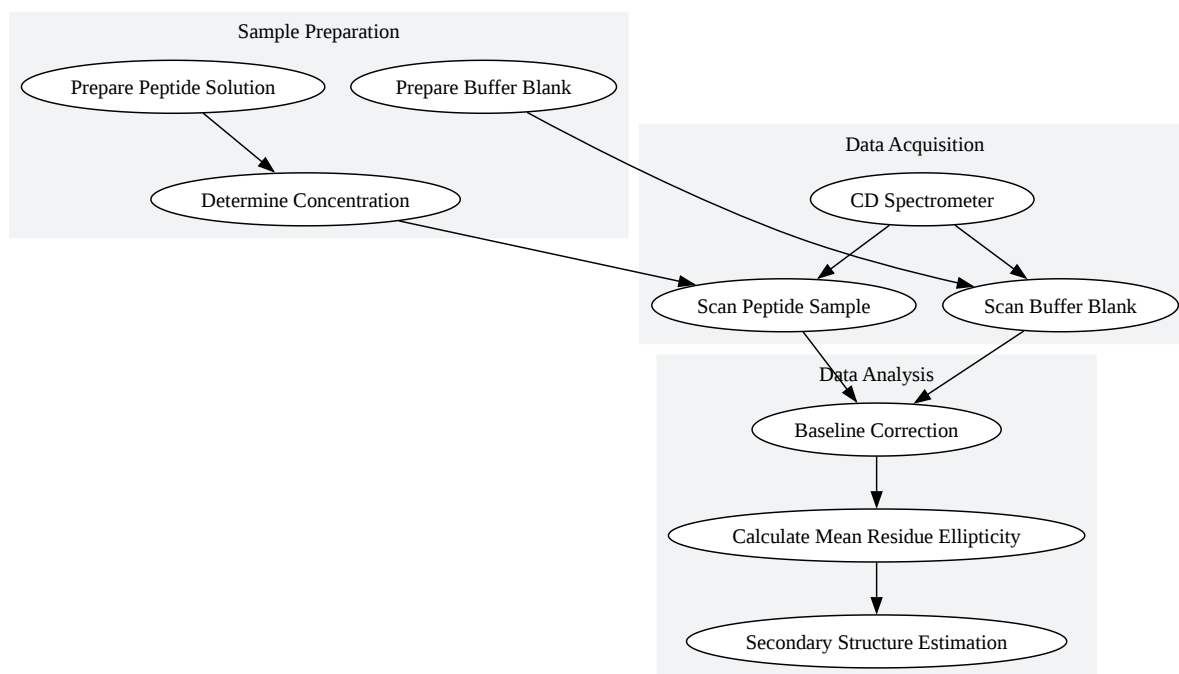 Sample Preparation
Prepare Peptide Solution
Prepare Buffer Blank
Determine Concentration
Data Acquisition
CD Spectrometer
Scan Peptide Sample
Scan Buffer Blank
Data Analysis
Baseline Correction
Calculate Mean Residue Ellipticity
Secondary Structure Estimation